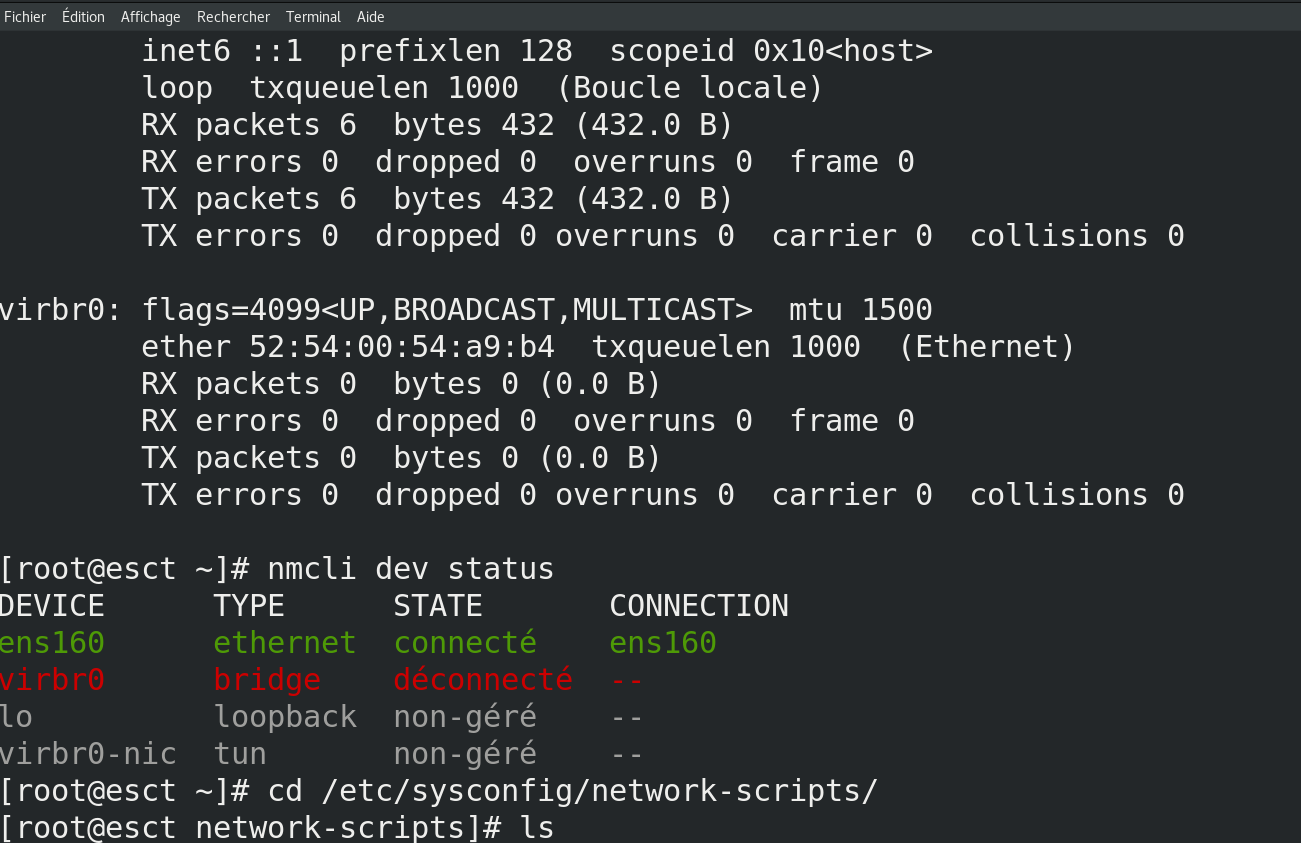 Fichier Édition Affichage Rechercher Terminal Aide
inet6 ::1  prefixlen 128  scopeid 0x10<host>
loop  txqueuelen 1000  (Boucle locale)
RX packets 6  bytes 432 (432.0 B)
RX errors 0  dropped 0  overruns 0  frame 0
TX packets 6  bytes 432 (432.0 B)
TX errors 0  dropped 0 overruns 0  carrier 0  collisions 0
virbr0: flags=4099<UP,BROADCAST,MULTICAST>  mtu 1500
ether 52:54:00:54:a9:b4  txqueuelen 1000  (Ethernet)
RX packets 0  bytes 0 (0.0 B)
RX errors 0  dropped 0  overruns 0  frame 0
TX packets 0  bytes 0 (0.0 B)
TX errors 0  dropped 0 overruns 0  carrier 0  collisions 0
[root@esct ~]# nmcli dev status
DEVICE      TYPE      STATE       CONNECTION
ens160      ethernet  connecté    ens160
virbr0      bridge    déconnecté  --
lo          loopback  non-géré    --
virbr0-nic  tun       non-géré    --
[root@esct ~]# cd /etc/sysconfig/network-scripts/
[root@esct network-scripts]# ls